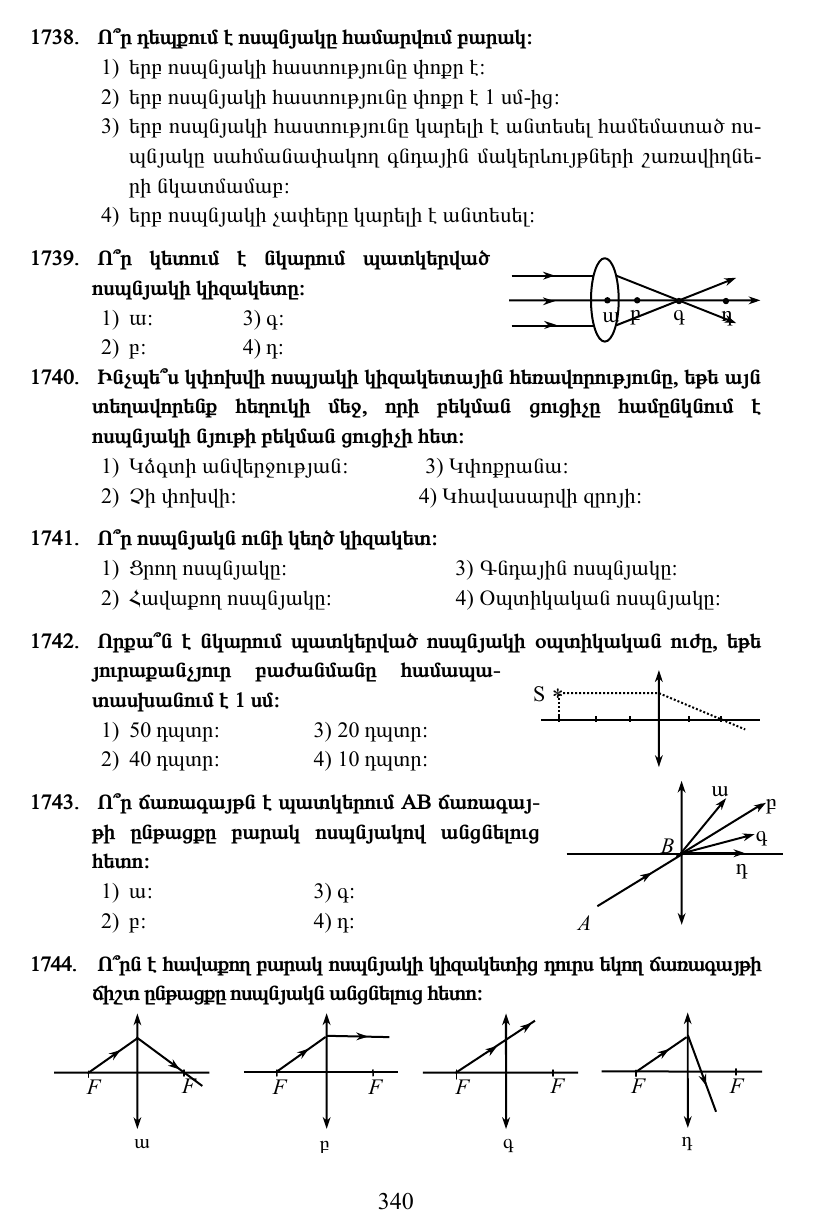 1738. Ո՞ր դեպքում է ոսպնյակը համարվում բարակ:
1) երբ ոսպնյակի հաստությունը փոքր է:
2) երբ ոսպնյակի հաստությունը փոքր է 1 սմ-ից:
3) երբ ոսպնյակի հաստությունը կարելի է անտեսել համեմատած ոս-
պնյակը սահմանափակող գնդային մակերևույթների շառավիղնե-
րի նկատմամաբ:
4) երբ ոսպնյակի չափերը կարելի է անտեսել:
1739. Ո՞ր կետում է նկարում պատկերված
ոսպնյակի կիզակետը:
1) ա: 3) գ:
2) բ: 4) դ:
ա բ գ դ
1740. Ինչպե՞ս կփոխվի ոսպյակի կիզակետային հեռավորությունը, եթե այն
տեղավորենք հեղուկի մեջ, որի բեկման ցուցիչը համընկնում է
ոսպնյակի նյութի բեկման ցուցիչի հետ:
1) Կձգտի անվերջության: 3) Կփոքրանա:
2) Չի փոխվի: 4) Կհավասարվի զրոյի:
1741. Ո՞ր ոսպնյակն ունի կեղծ կիզակետ:
1) Ցրող ոսպնյակը: 3) Գնդային ոսպնյակը:
2) Հավաքող ոսպնյակը: 4) Օպտիկական ոսպնյակը:
1742. Որքա՞ն է նկարում պատկերված ոսպնյակի օպտիկական ուժը, եթե
յուրաքանչյուր բաժանմանը համապա-
տասխանում է 1 սմ:
S
1) 50 դպտր: 3) 20 դպտր:
2) 40 դպտր: 4) 10 դպտր:
1743. Ո՞ր ճառագայթն է պատկերում AB ճառագայ-
թի ընթացքը բարակ ոսպնյակով անցնելուց
հետո:
1) ա: 3) գ:
2) բ: 4) դ:
ա
բ
գ
B
դ
A
1744. Ո՞րն է հավաքող բարակ ոսպնյակի կիզակետից դուրս եկող ճառագայթի
ճիշտ ընթացքը ոսպնյակն անցնելուց հետո:
F F F F F F F F
ա բ գ դ
340